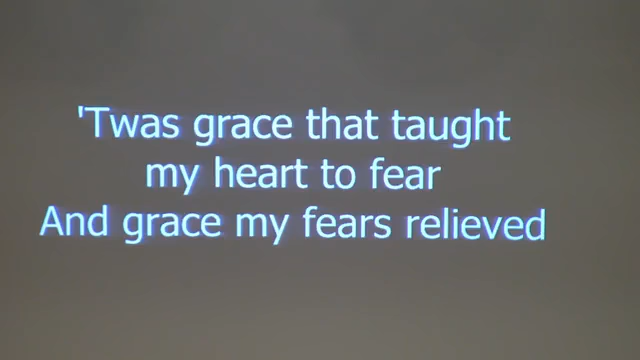 'Twas grace that taught
my heart to fear
And grace my fears relieved